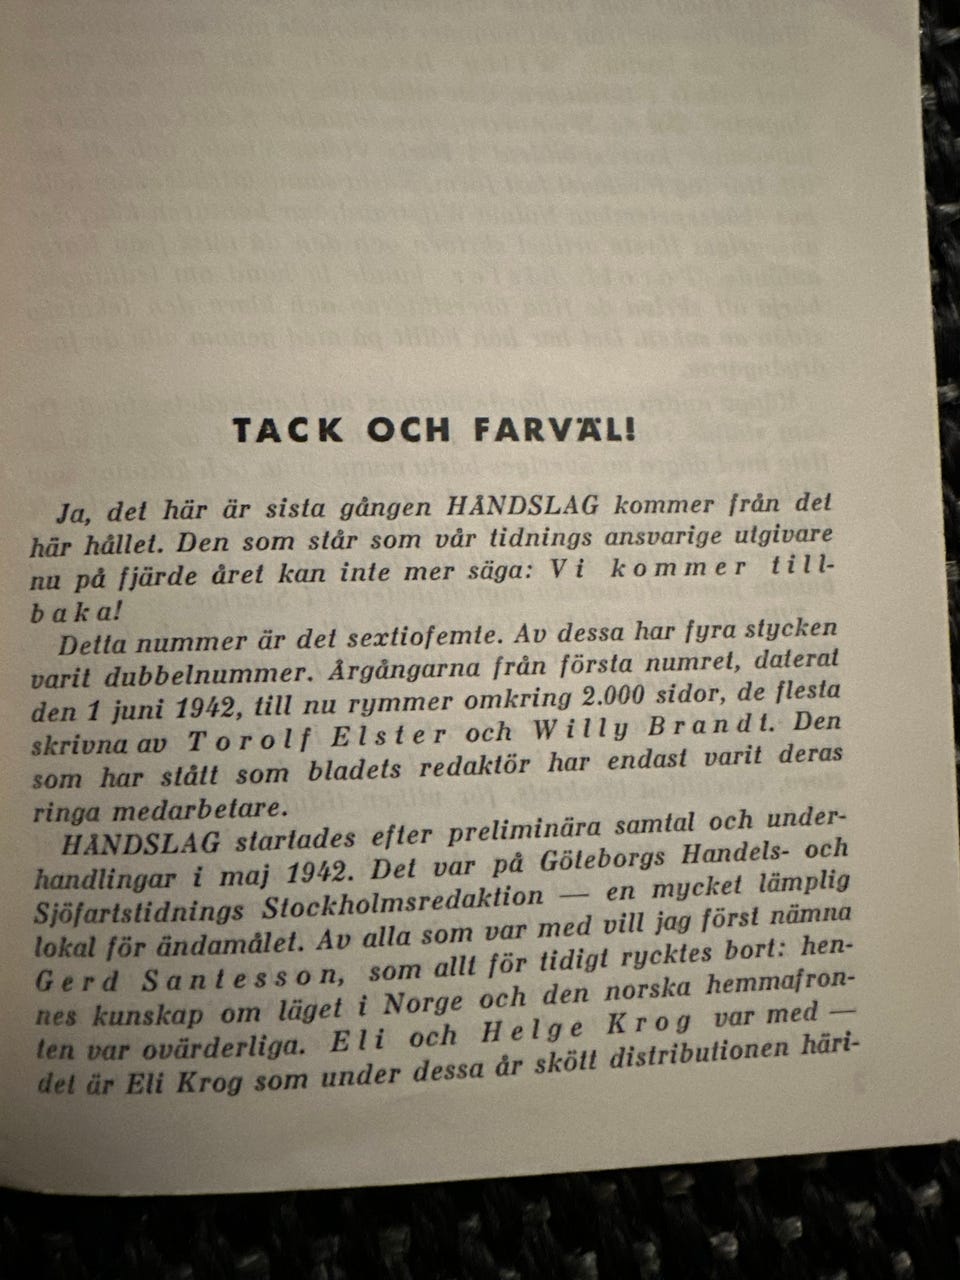 TACK OCH FARVÄL!
Ja, det här är sista gången HANDSLAG kommer från det
här hållet. Den som står som vår tidnings ansvarige utgivare
nu på fjärde året kan inte mer säga: Vi kommer till-
baka!
Detta nummer är det sextiofemte. Av dessa har fyra stycken
varit dubbelnummer. Årgångarna från första numret, daterat
den 1 juni 1942, till nu rymmer omkring 2.000 sidor, de flesta
skrivna av Torolf Elster och Willy Brandt. Den
som har stått som bladets redaktör har endast varit deras
ringa medarbetare.
HANDSLAG startades efter preliminära samtal och under-
handlingar i maj 1942. Det var på Göteborgs Handels- och
Sjöfartstidnings Stockholmsredaktion — en mycket lämplig
lokal för ändamålet. Av alla som var med vill jag först nämna
Gerd Santesson, som allt för tidigt rycktes bort: hen-
nes kunskap om läget i Norge och den norska hemmafron-
ten var ovärderliga. Eli och Helge Krog var med —
det är Eli Krog som under dessa år skött distributionen häri-